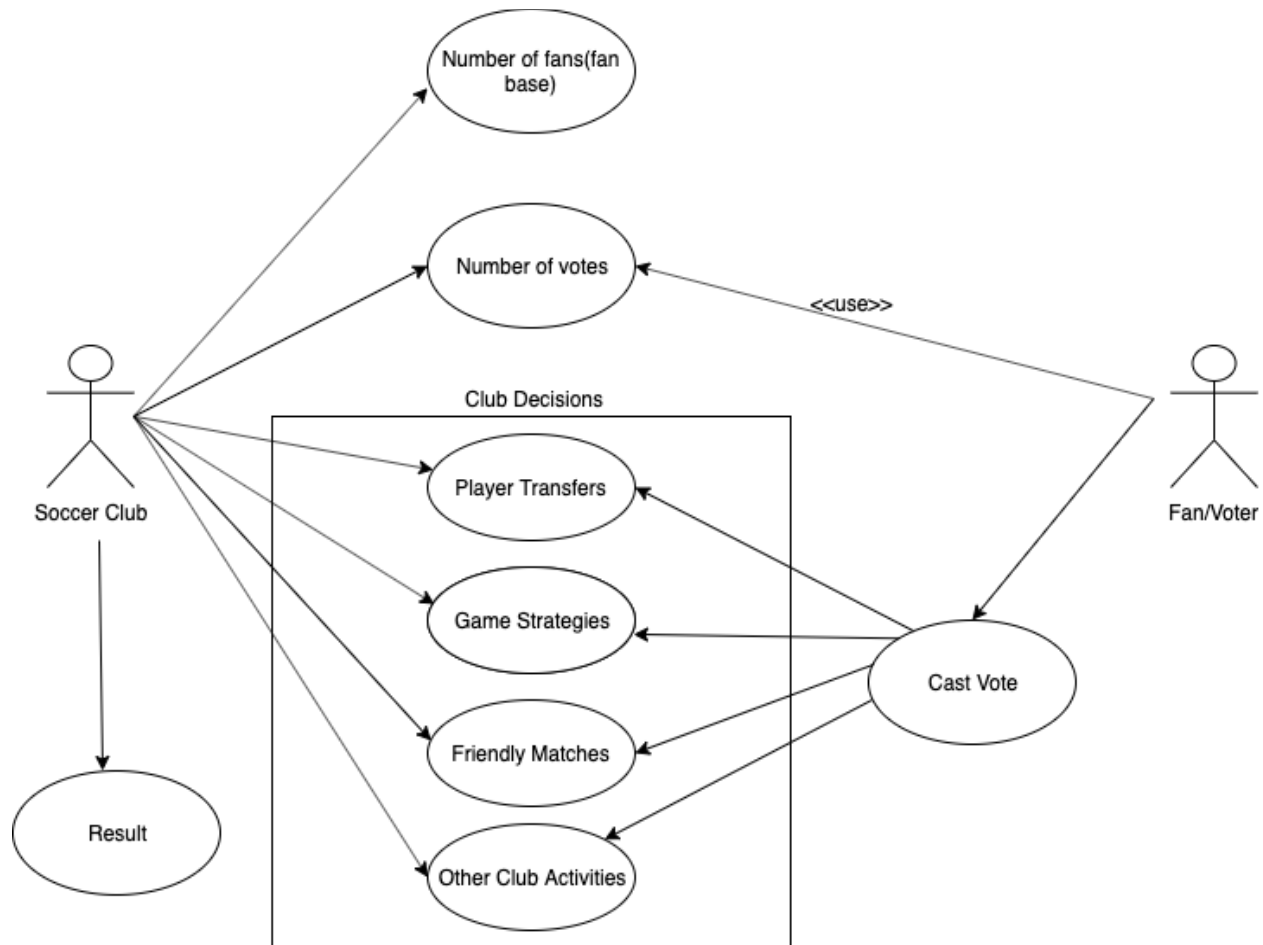 Number of fans(fan
base)
Number of votes
<<use>>
Club Decisions
Player Transfers
Soccer Club
Fan/Voter
Game Strategies
Cast Vote
Friendly Matches
Result
Other Club Activities